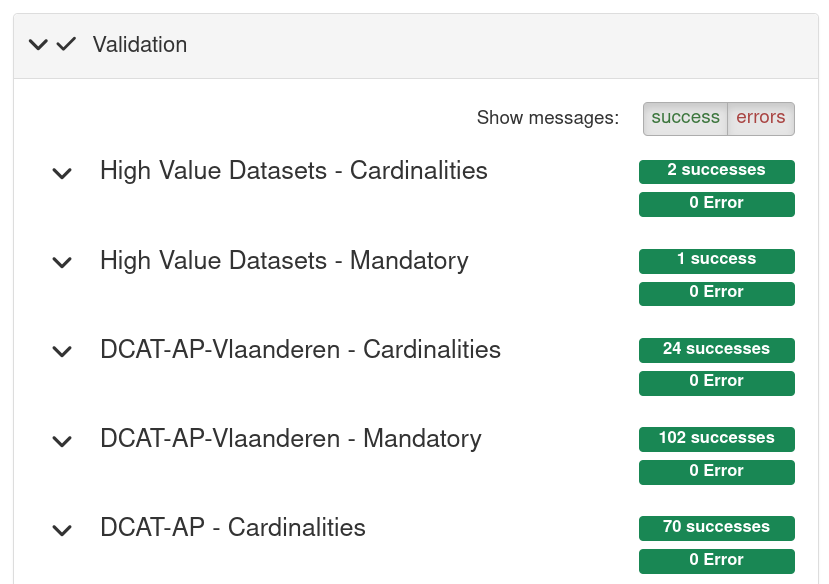 Validation
Show messages: success errors
High Value Datasets - Cardinalities 2 successes
0 Error
High Value Datasets - Mandatory 1 success
0 Error
DCAT-AP-Vlaanderen - Cardinalities 24 successes
0 Error
DCAT-AP-Vlaanderen - Mandatory 102 successes
0 Error
DCAT-AP - Cardinalities 70 successes
0 Error